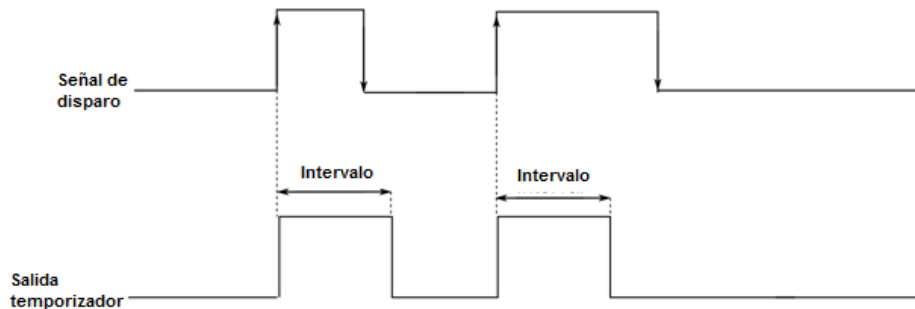 Señal de
disparo
Intervalo
Intervalo
Salida
temporizador